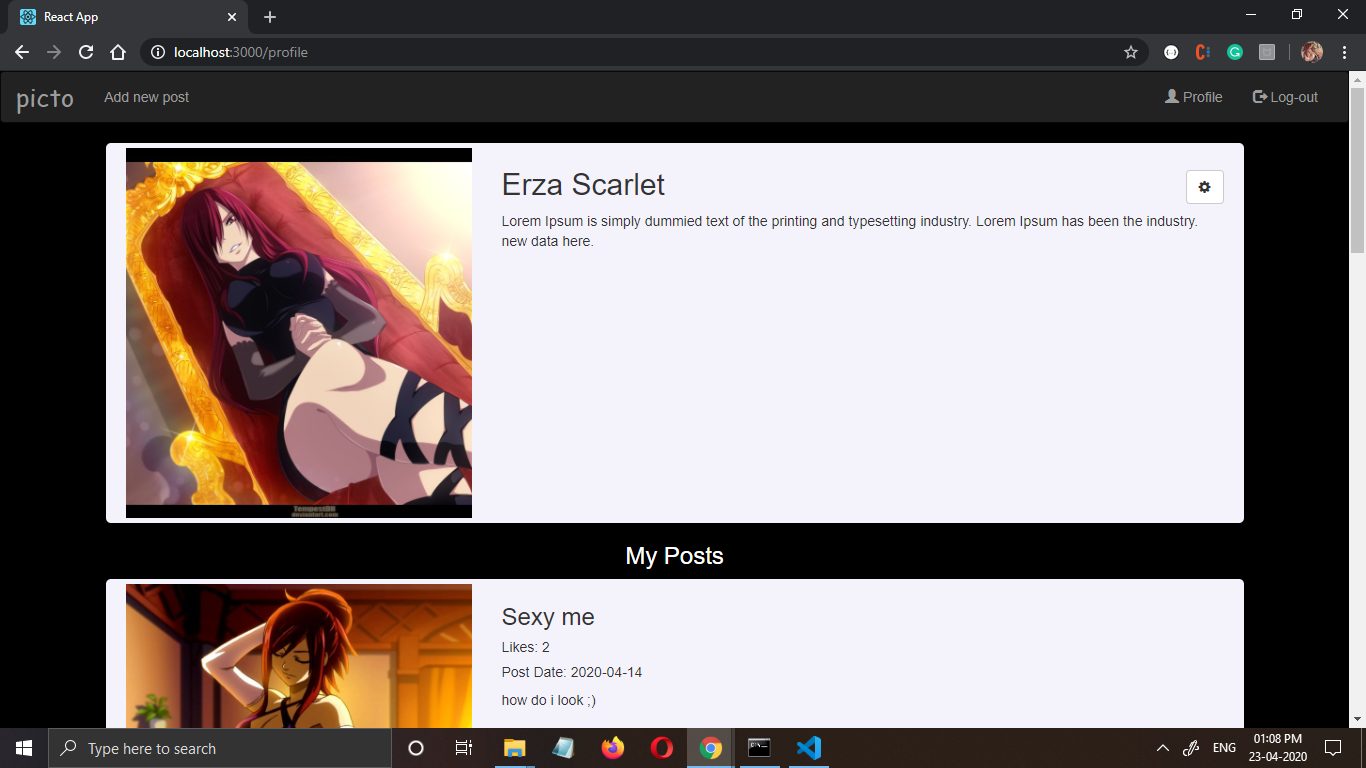 React App
localhost:3000/profile
picto
Add new post
Profile
Log-out
Erza Scarlet
Lorem Ipsum is simply dummied text of the printing and typesetting industry. Lorem Ipsum has been the industry.
new data here.
TempestDH
deviantart.com
My Posts
Sexy me
Likes: 2
Post Date: 2020-04-14
how do i look ;)
Type here to search
ENG
01:08 PM
23-04-2020